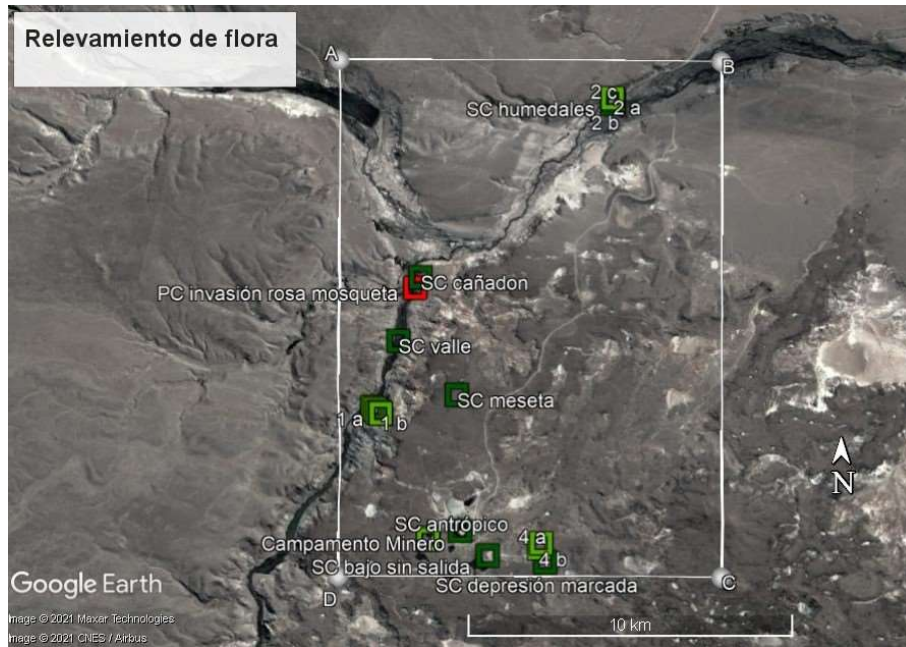 Relevamiento de flora
A
B
2 c
SC humedales
2 a
2 b
SC cañadon
PC invasión rosa mosqueta
SC valle
SC meseta
1 a
1 b
N
SC antrópico
4 a
Campamento Minero
4 b
SC bajo sin salida
SC depresión marcada
Google Earth
D
C
Image © 2021 Maxar Technologies
Image © 2021 CNES / Airbus
10 km